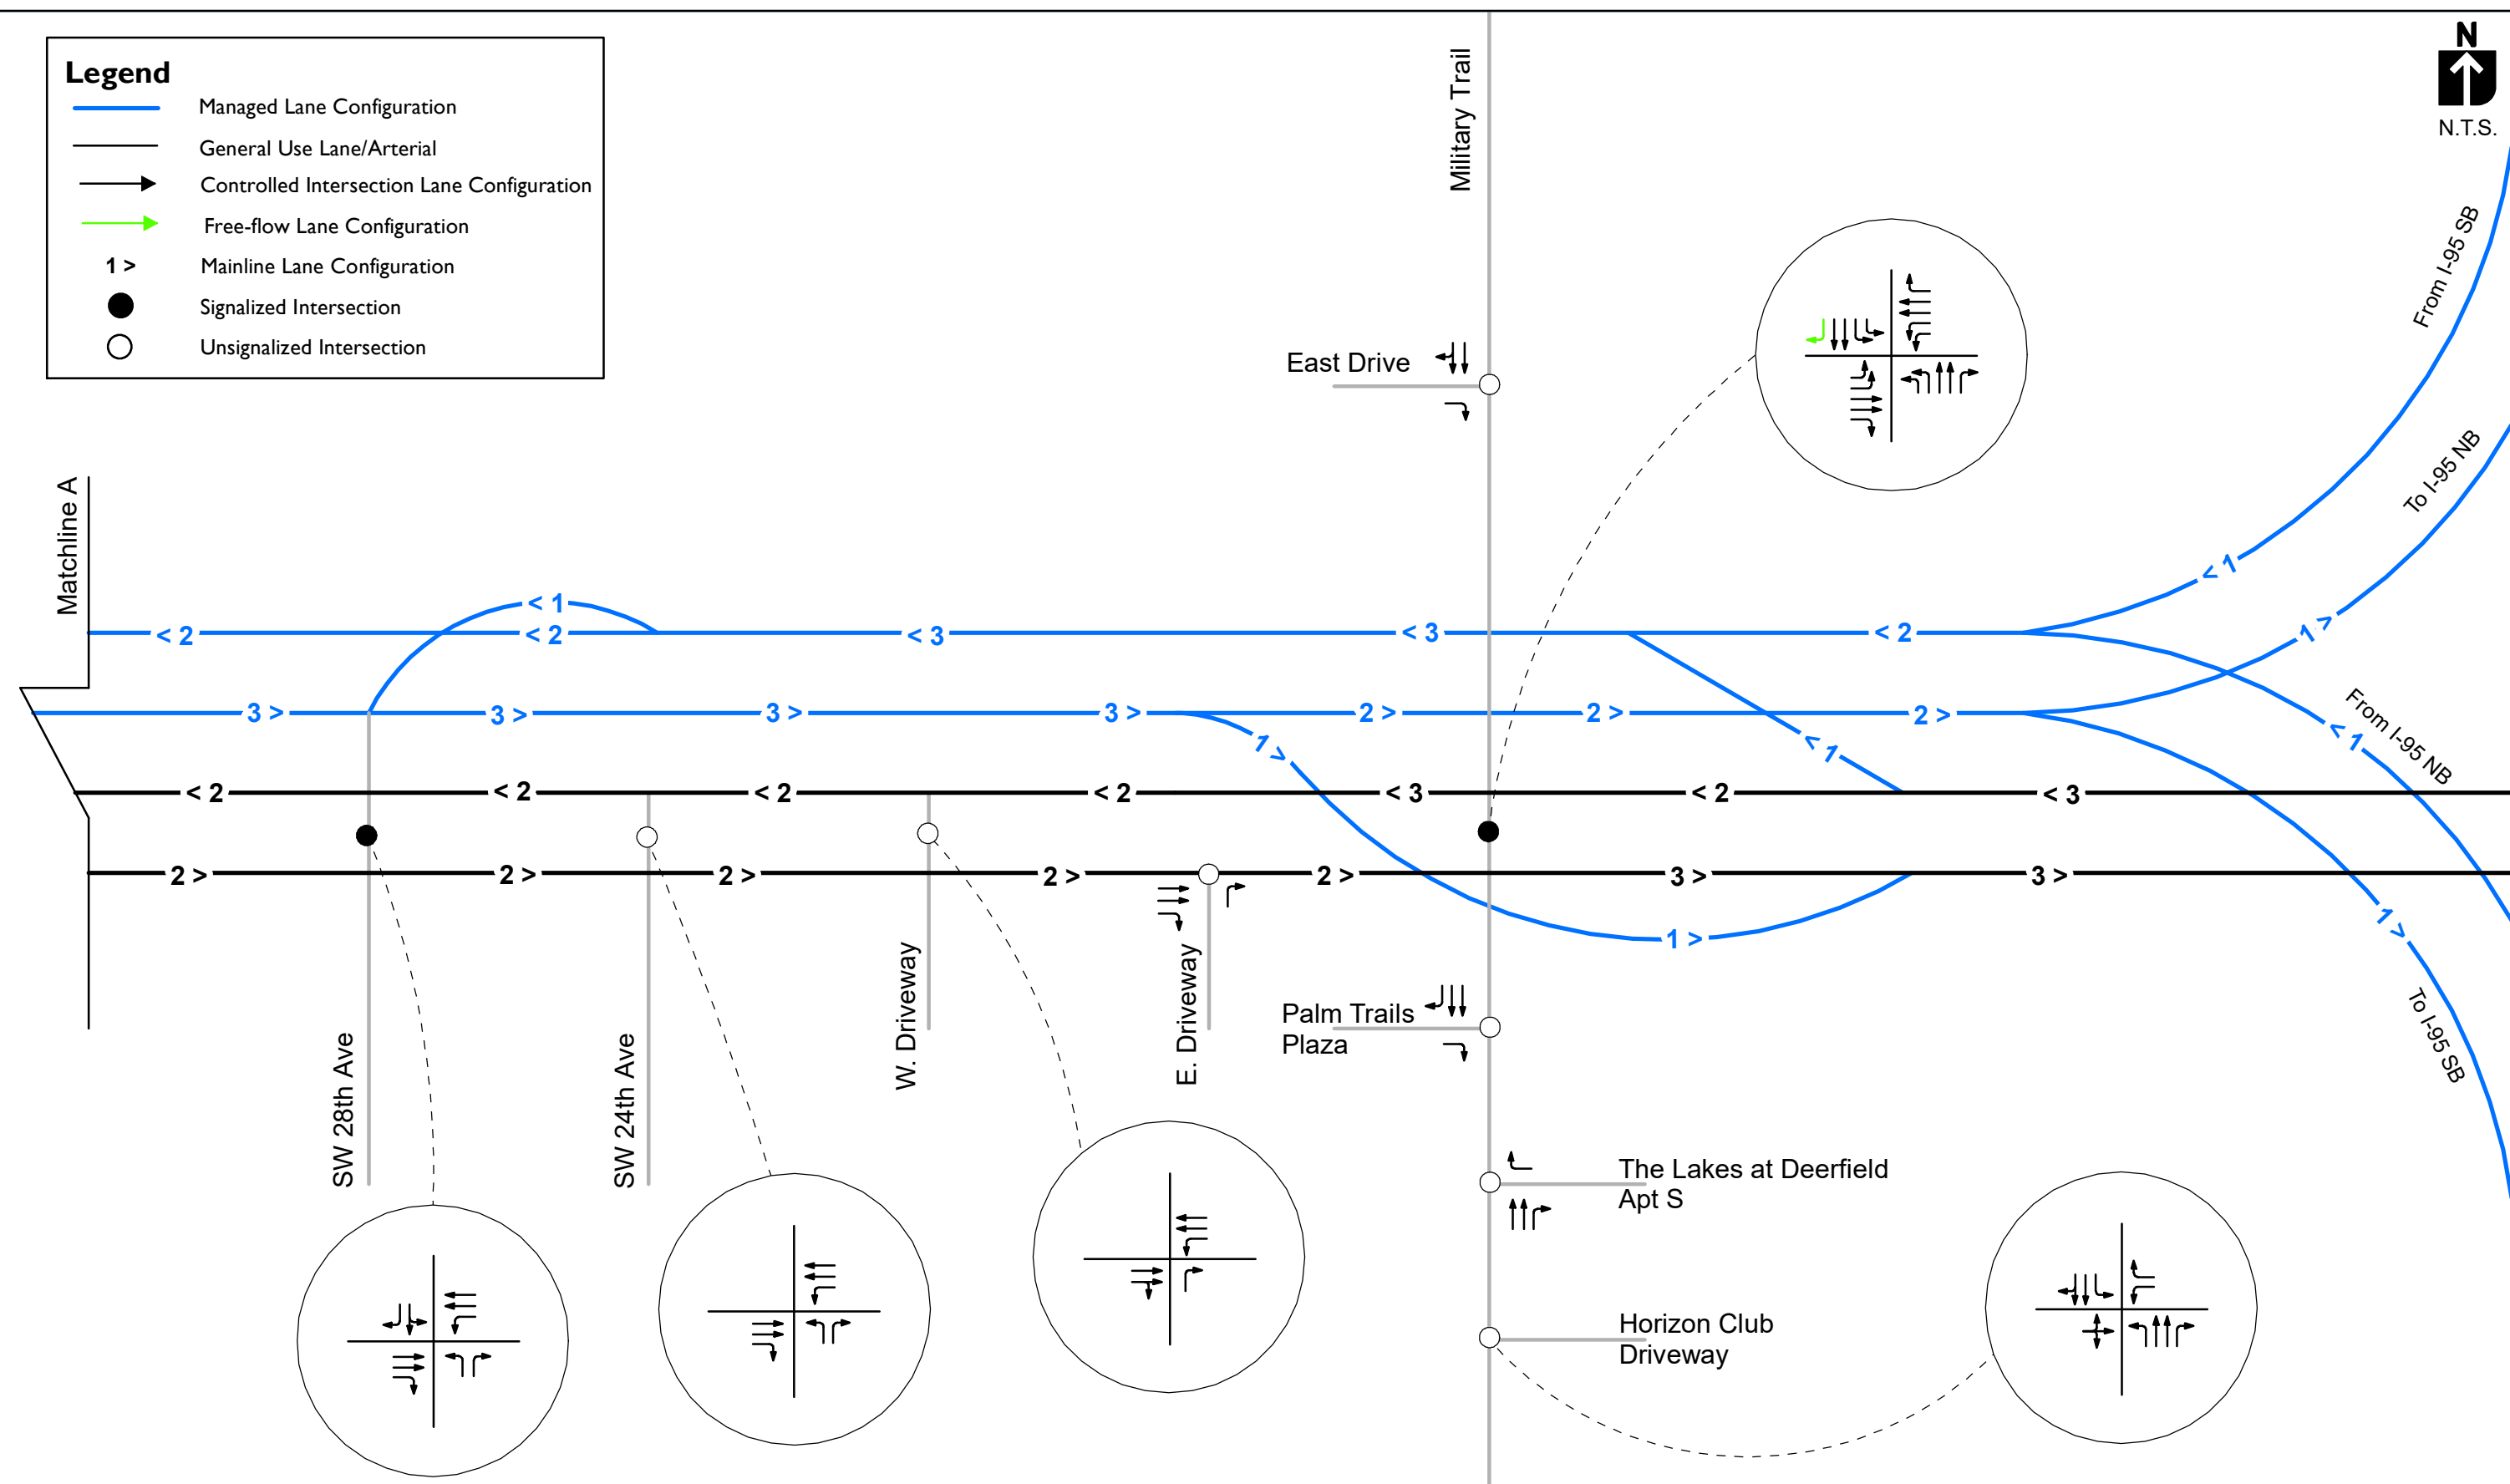 Legend
Managed Lane Configuration
General Use Lane/Arterial
Controlled Intersection Lane Configuration
Free-flow Lane Configuration
1 > Mainline Lane Configuration
Signalized Intersection
Unsignalized Intersection
N
N.T.S.
Military Trail
From I-95 SB
East Drive
To I-95 NB
Matchline A
< 1
< 1
< 2
< 2
< 3
< 3
< 2
1 >
3 >
3 >
3 >
3 >
2 >
2 >
2 >
From I-95 NB
1 >
< 1
< 1
< 2
< 2
< 2
< 2
< 3
< 2
< 3
2 >
2 >
2 >
2 >
2 >
3 >
3 >
1 >
1 >
W. Driveway
E. Driveway
Palm Trails
Plaza
To I-95 SB
SW 28th Ave
SW 24th Ave
The Lakes at Deerfield
Apt S
Horizon Club
Driveway